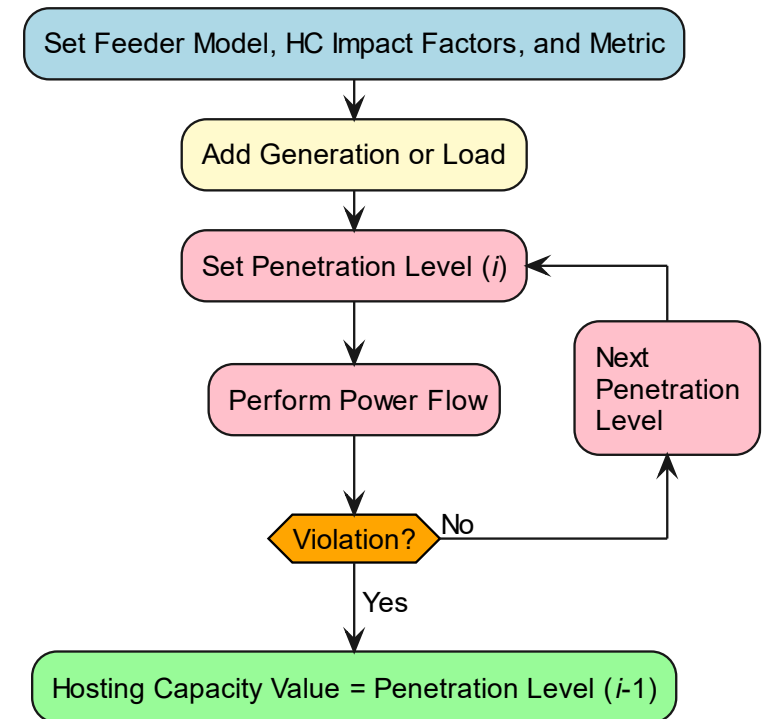 Set Feeder Model, HC Impact Factors, and Metric
Add Generation or Load
Set Penetration Level (i)
Next
Penetration
Level
Perform Power Flow
Violation?
No
Yes
Hosting Capacity Value = Penetration Level (i-1)